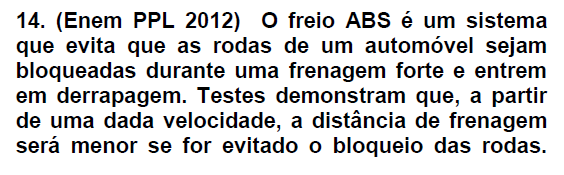 14. (Enem PPL 2012) O freio ABS é um sistema
que evita que as rodas de um automóvel sejam
bloqueadas durante uma frenagem forte e entrem
em derrapagem. Testes demonstram que, a partir
de uma dada velocidade, a distância de frenagem
será menor se for evitado o bloqueio das rodas.